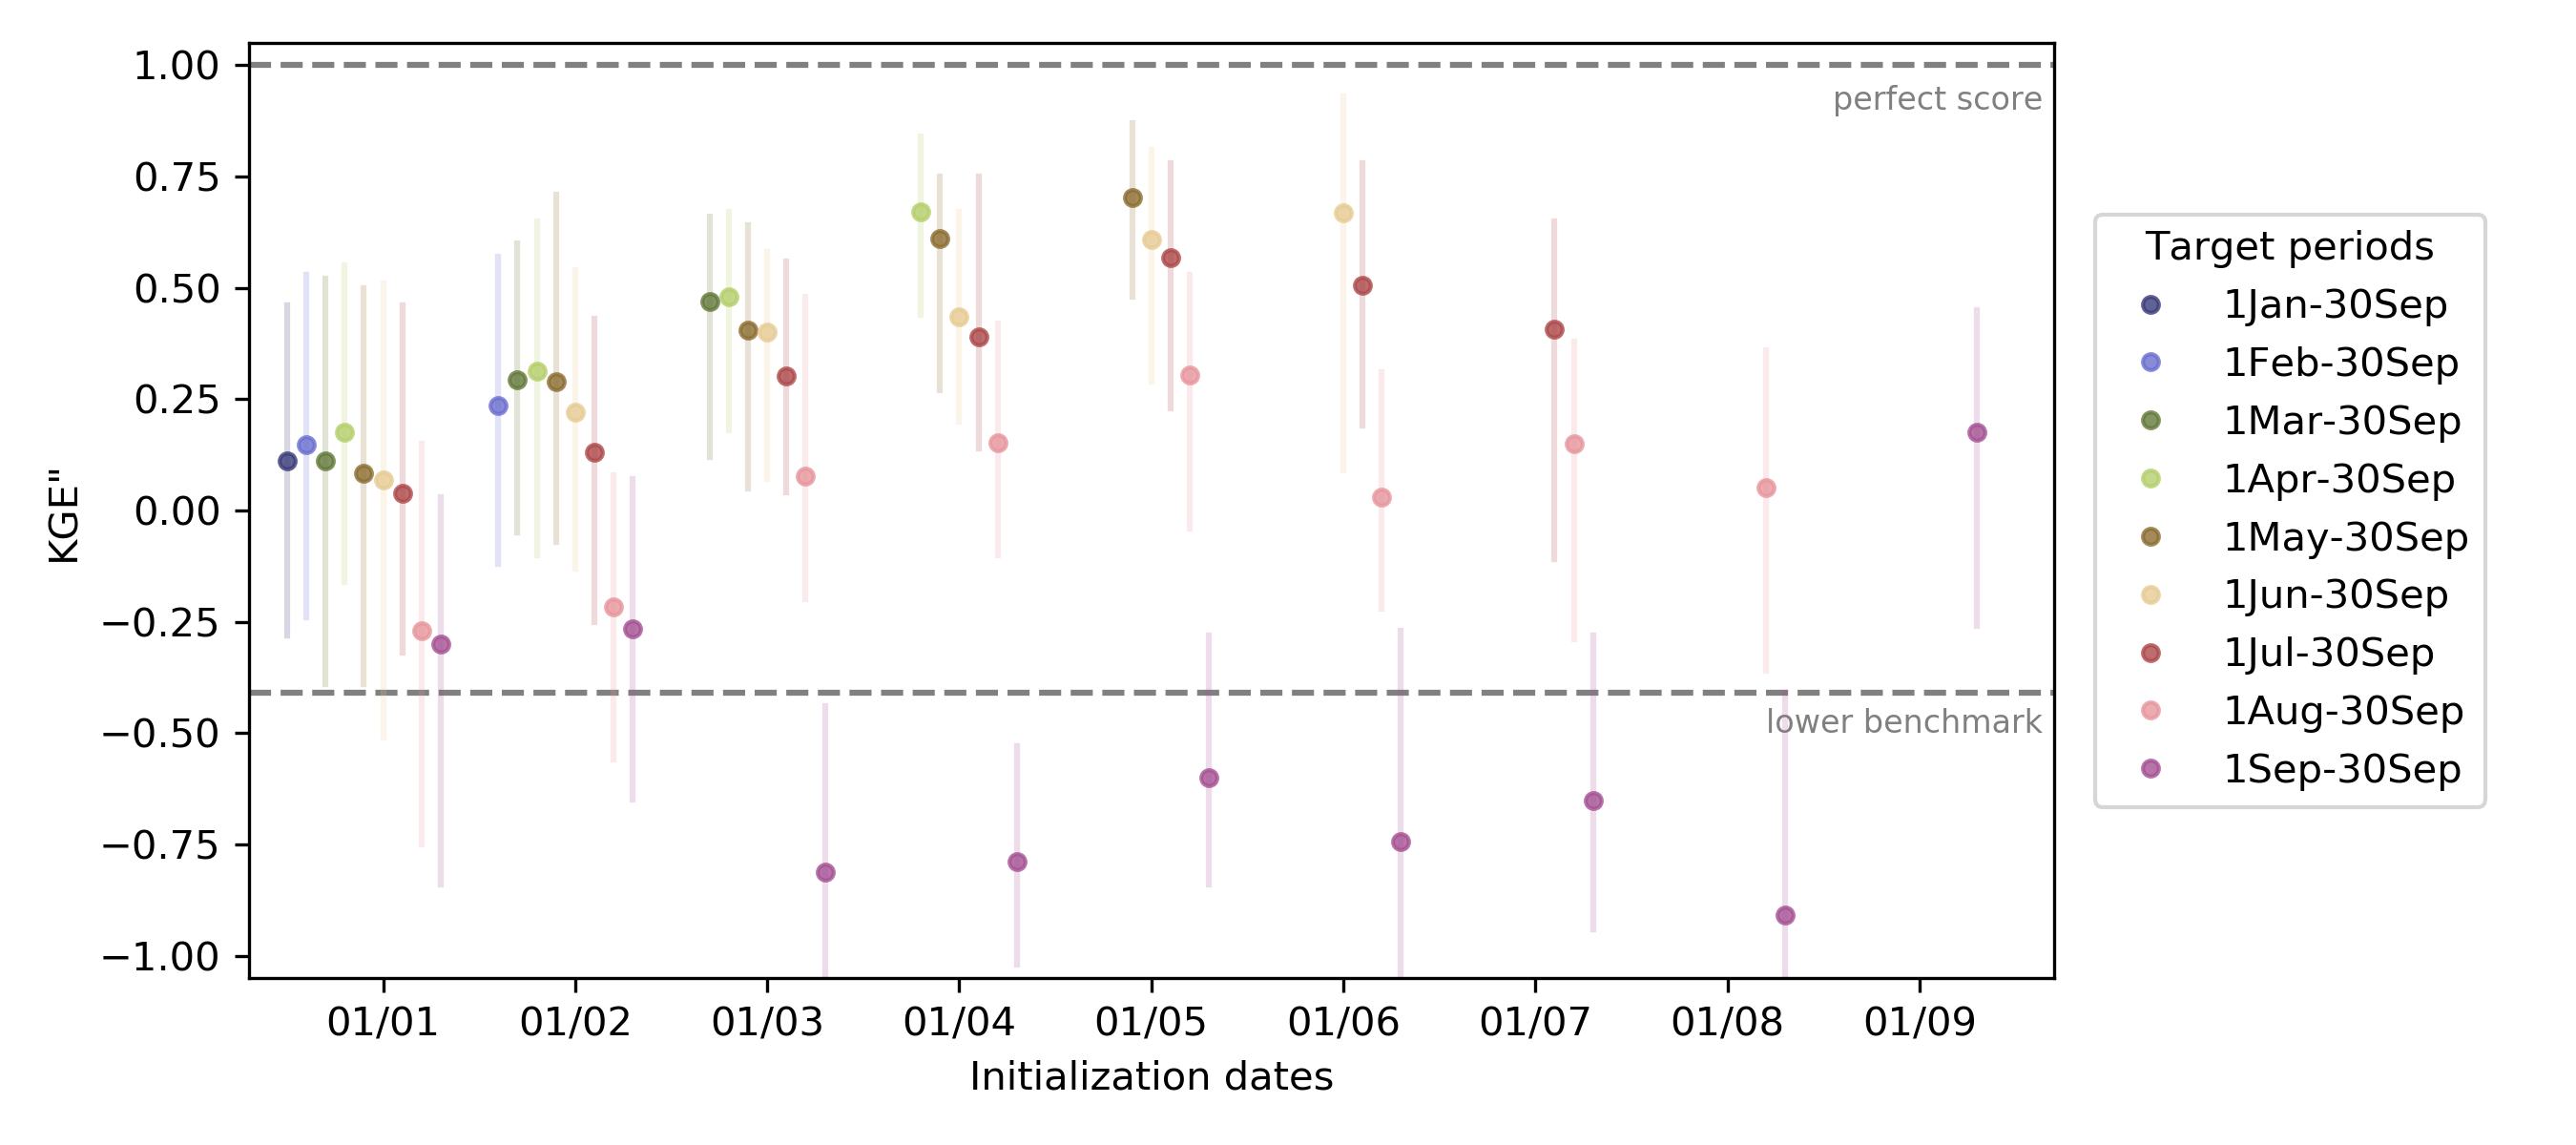 1.00
0.75
0.50
0.25
0.00
−0.25
−0.50
−0.75
−1.00
KGE"
perfect score
lower benchmark
01/01 01/02 01/03 01/04 01/05 01/06 01/07 01/08 01/09
Initialization dates
Target periods
1Jan-30Sep
1Feb-30Sep
1Mar-30Sep
1Apr-30Sep
1May-30Sep
1Jun-30Sep
1Jul-30Sep
1Aug-30Sep
1Sep-30Sep